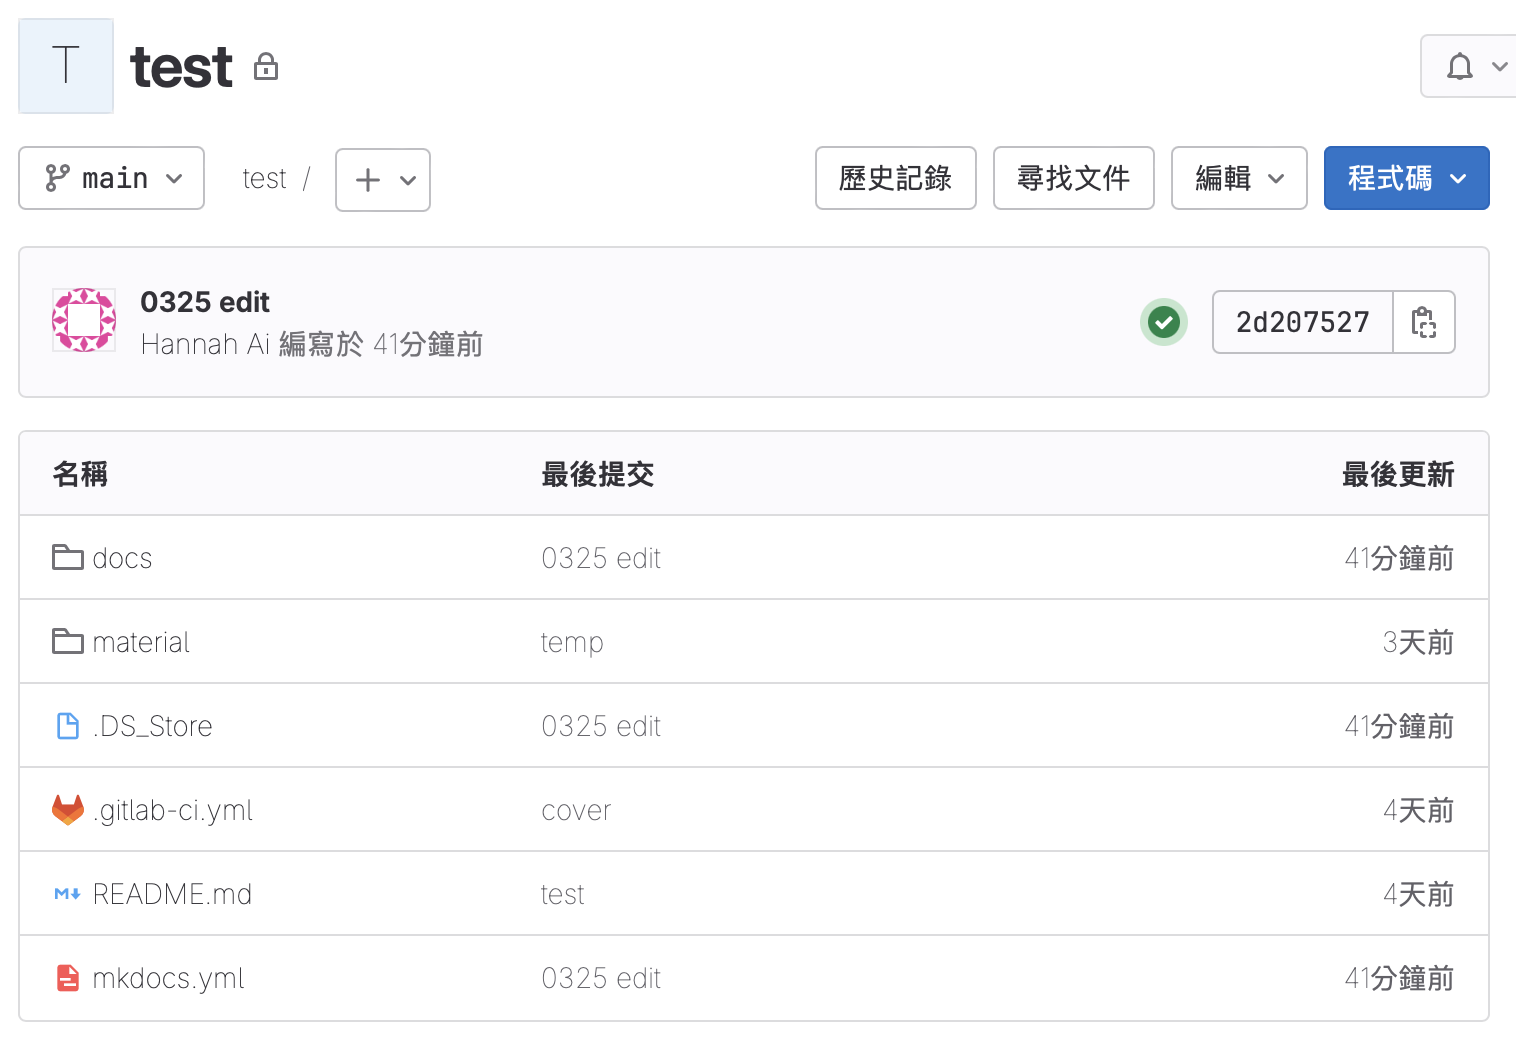 T test
main test / 歷史記錄 尋找文件 編輯 程式碼
0325 edit
Hannah Ai 編寫於 41分鐘前
2d207527
名稱 最後提交 最後更新
docs 0325 edit 41分鐘前
material temp 3天前
.DS_Store 0325 edit 41分鐘前
.gitlab-ci.yml cover 4天前
README.md test 4天前
mkdocs.yml 0325 edit 41分鐘前